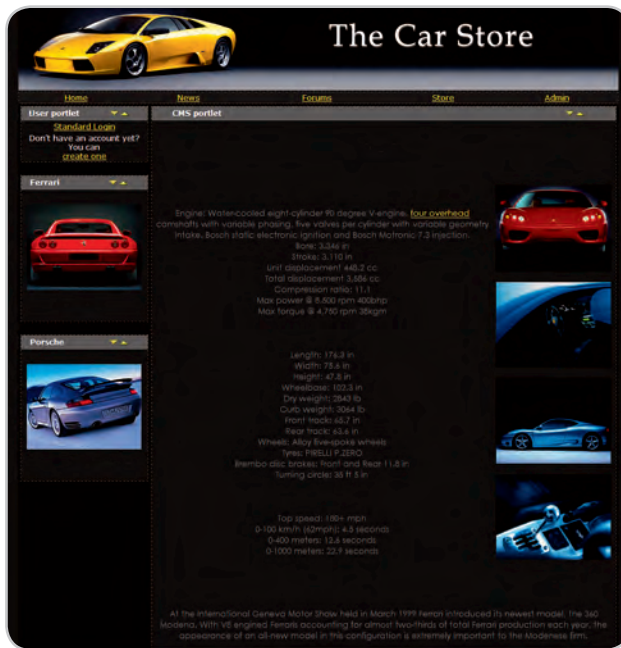 The Car Store
Home News Forums Store Admin
User portlet
Standard Login
Don't have an account yet?
You can
create one
Ferrari
Porsche
CMS portlet
Engine: Water-cooled eight-cylinder 90 degree V-engine, four overhead
camshafts with variable phasing, five valves per cylinder with variable geometry
intake, Bosch static electronic ignition and Bosch Motronic 7.3 injection.
Bore: 3.346 in
Stroke: 3.110 in
Unit displacement 448.2 cc
Total displacement 3,586 cc
Compression ratio: 11.1
Max power @ 8,500 rpm 400bhp
Max torque @ 4,750 rpm 38kgm
Length: 176.3 in
Width: 75.6 in
Height: 47.8 in
Wheelbase: 102.3 in
Dry weight: 2843 lb
Curb weight: 3064 lb
Front track: 65.7 in
Rear track: 63.6 in
Wheels: Alloy five-spoke wheels
Tyres: PIRELLI P.ZERO
Brembo disc brakes: Front and Rear 11.8 in
Turning circle: 35 ft 5 in
Top speed: 180+ mph
0-100 km/h (62mph): 4.5 seconds
0-400 meters: 12.6 seconds
0-1000 meters: 22.9 seconds
At the International Geneva Motor Show held in March 1999 Ferrari introduced its newest model, the 360
Modena. With V8 engined Ferraris accounting for almost two-thirds of total Ferrari production each year, the
appearance of an all-new model in this configuration is extremely important to the Modenese firm.